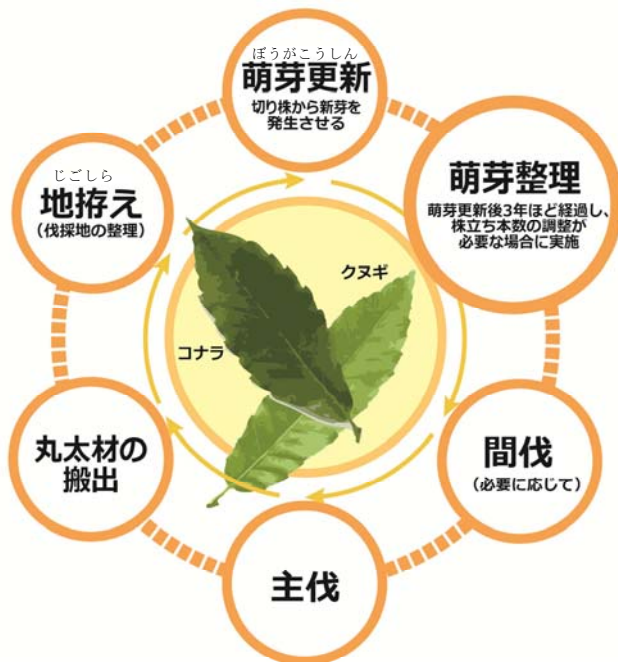 ぼうがこうしん
萌芽更新
切り株から新芽を
発生させる
萌芽整理
萌芽更新後3年ほど経過し、
株立ち本数の調整が
必要な場合に実施
間伐
(必要に応じて)
主伐
丸太材の
搬出
じごしら
地拵え
(伐採地の整理)
クヌギ
コナラ